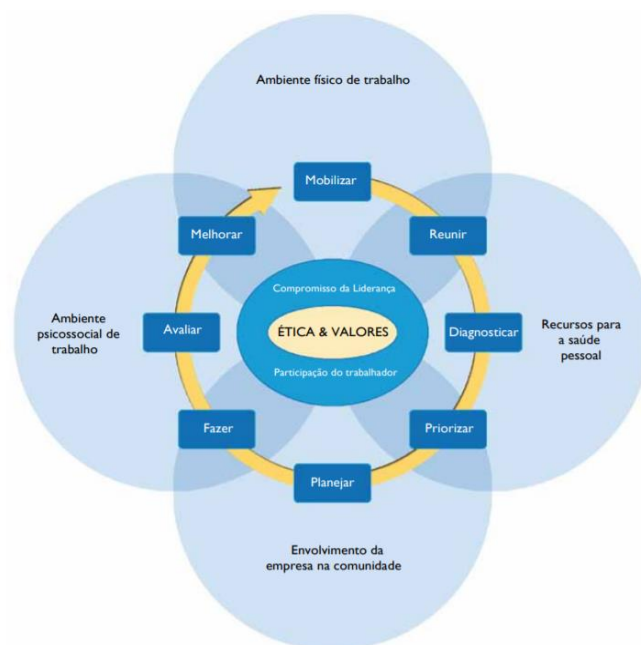 Ambiente físico de trabalho
Mobilizar
Melhorar
Reunir
Compromisso da Liderança
Ambiente
psicossocial de
trabalho
Avaliar
ÉTICA & VALORES
Diagnosticar
Recursos para
a saúde
pessoal
Participação do trabalhador
Fazer
Priorizar
Planejar
Envolvimento da
empresa na comunidade